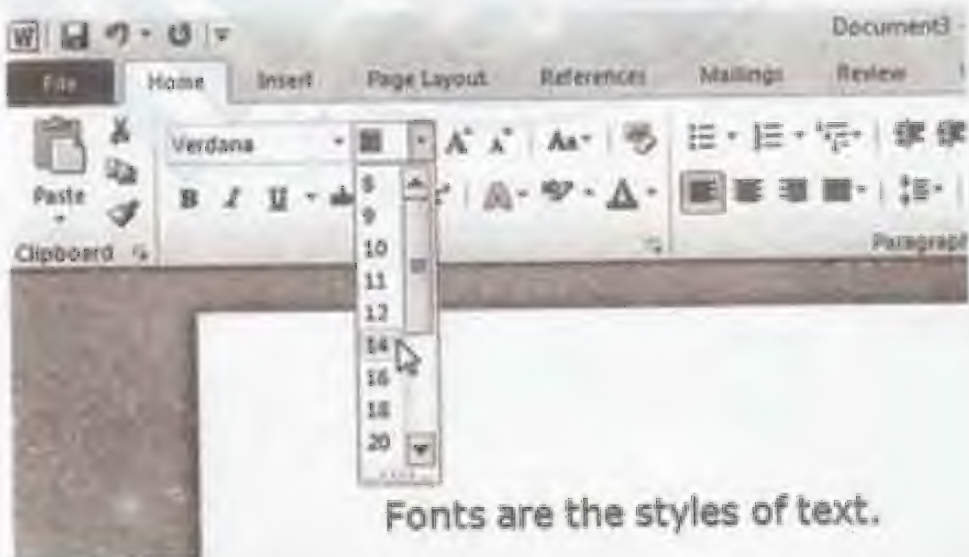 W Document3 -
File Home Insert Page Layout References Mailings Review
Verdana A A Aa
Paste B I U A A
Clipboard Paragraph
8
9
10
11
12
14
16
18
20
Fonts are the styles of text.